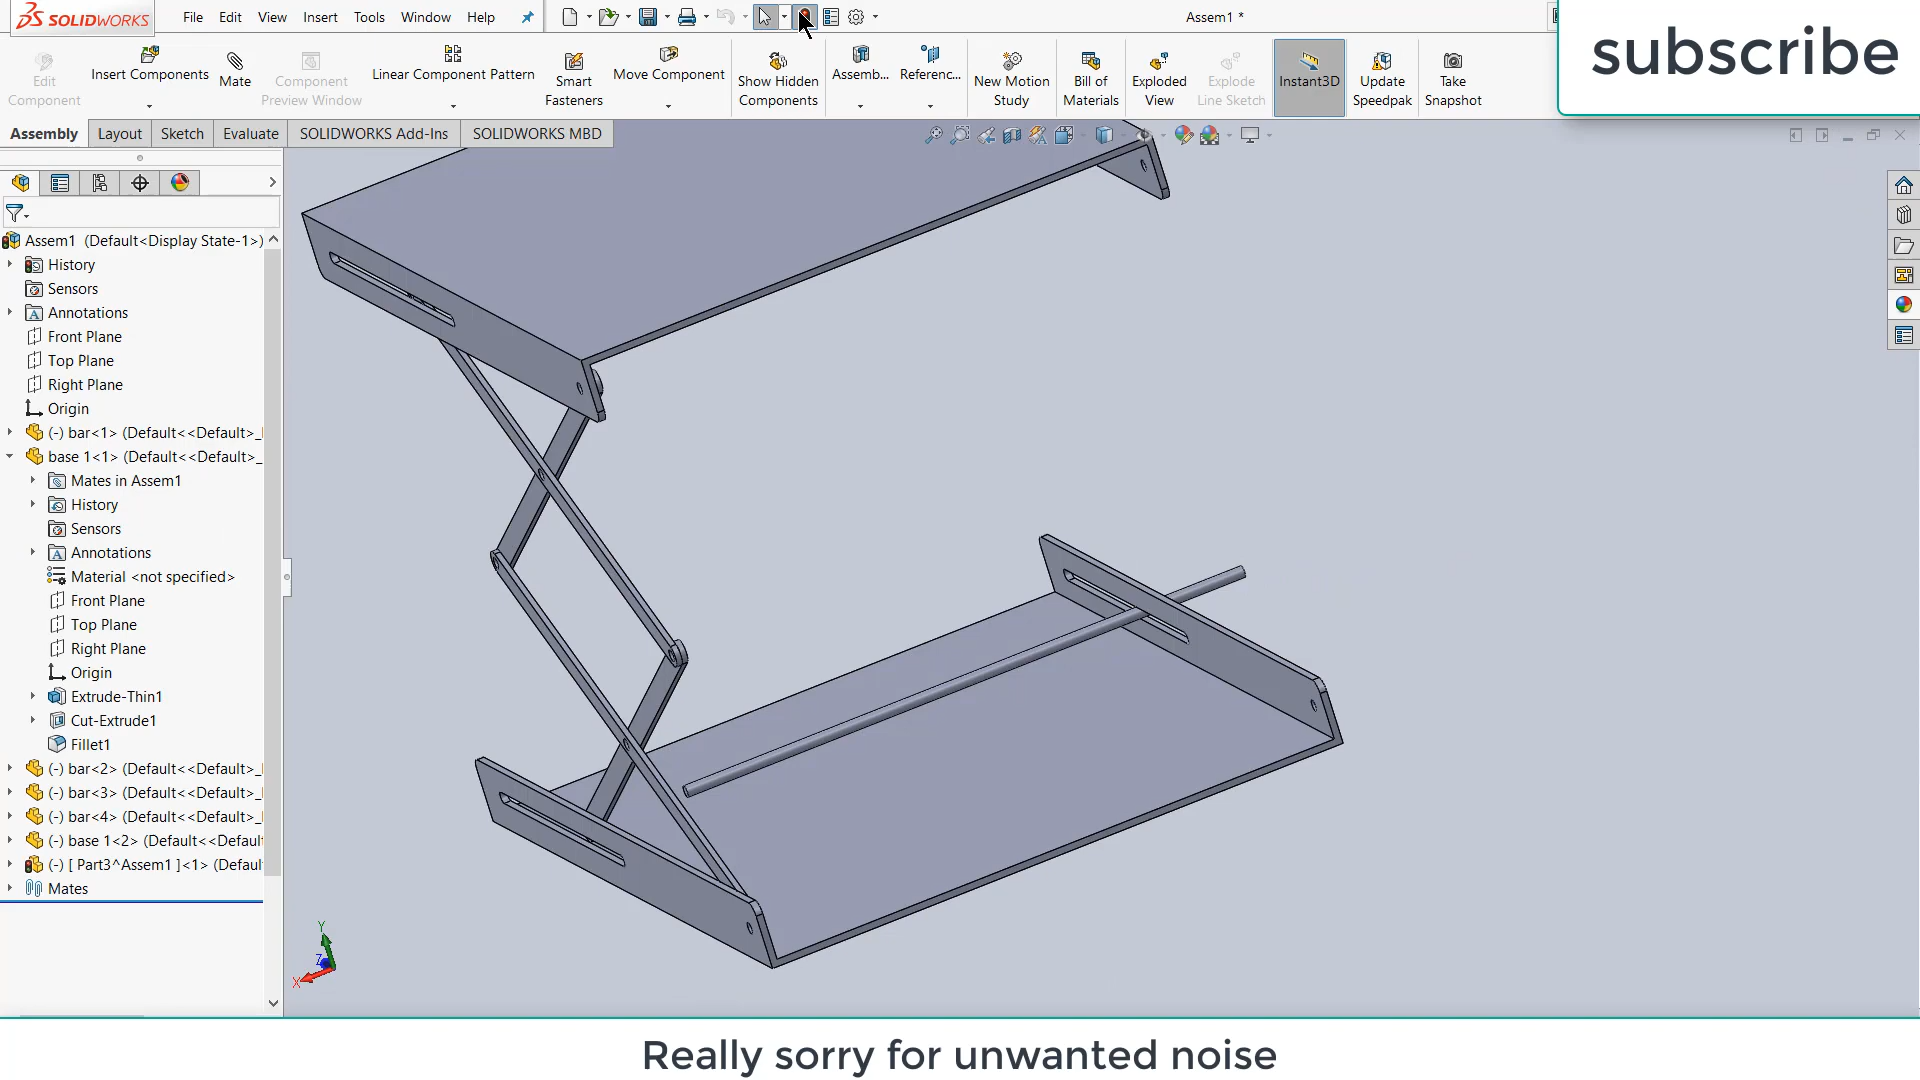 SOLIDWORKS
File Edit View Insert Tools Window Help
Assem1 *
subscribe
Edit Component
Insert Components
Mate
Component Preview Window
Linear Component Pattern
Smart Fasteners
Move Component
Show Hidden Components
Assemb...
Referenc...
New Motion Study
Bill of Materials
Exploded View
Explode Line Sketch
Instant3D
Update Speedpak
Take Snapshot
Assembly Layout Sketch Evaluate SOLIDWORKS Add-Ins SOLIDWORKS MBD
Assem1 (Default<Display State-1>)
History
Sensors
Annotations
Front Plane
Top Plane
Right Plane
Origin
(-) bar<1> (Default<<Default>_
base 1<1> (Default<<Default>_
Mates in Assem1
History
Sensors
Annotations
Material <not specified>
Front Plane
Top Plane
Right Plane
Origin
Extrude-Thin1
Cut-Extrude1
Fillet1
(-) bar<2> (Default<<Default>_
(-) bar<3> (Default<<Default>_
(-) bar<4> (Default<<Default>_
(-) base 1<2> (Default<<Default
(-) [ Part3^Assem1 ]<1> (Defaul
Mates
Y
Z
X
Really sorry for unwanted noise